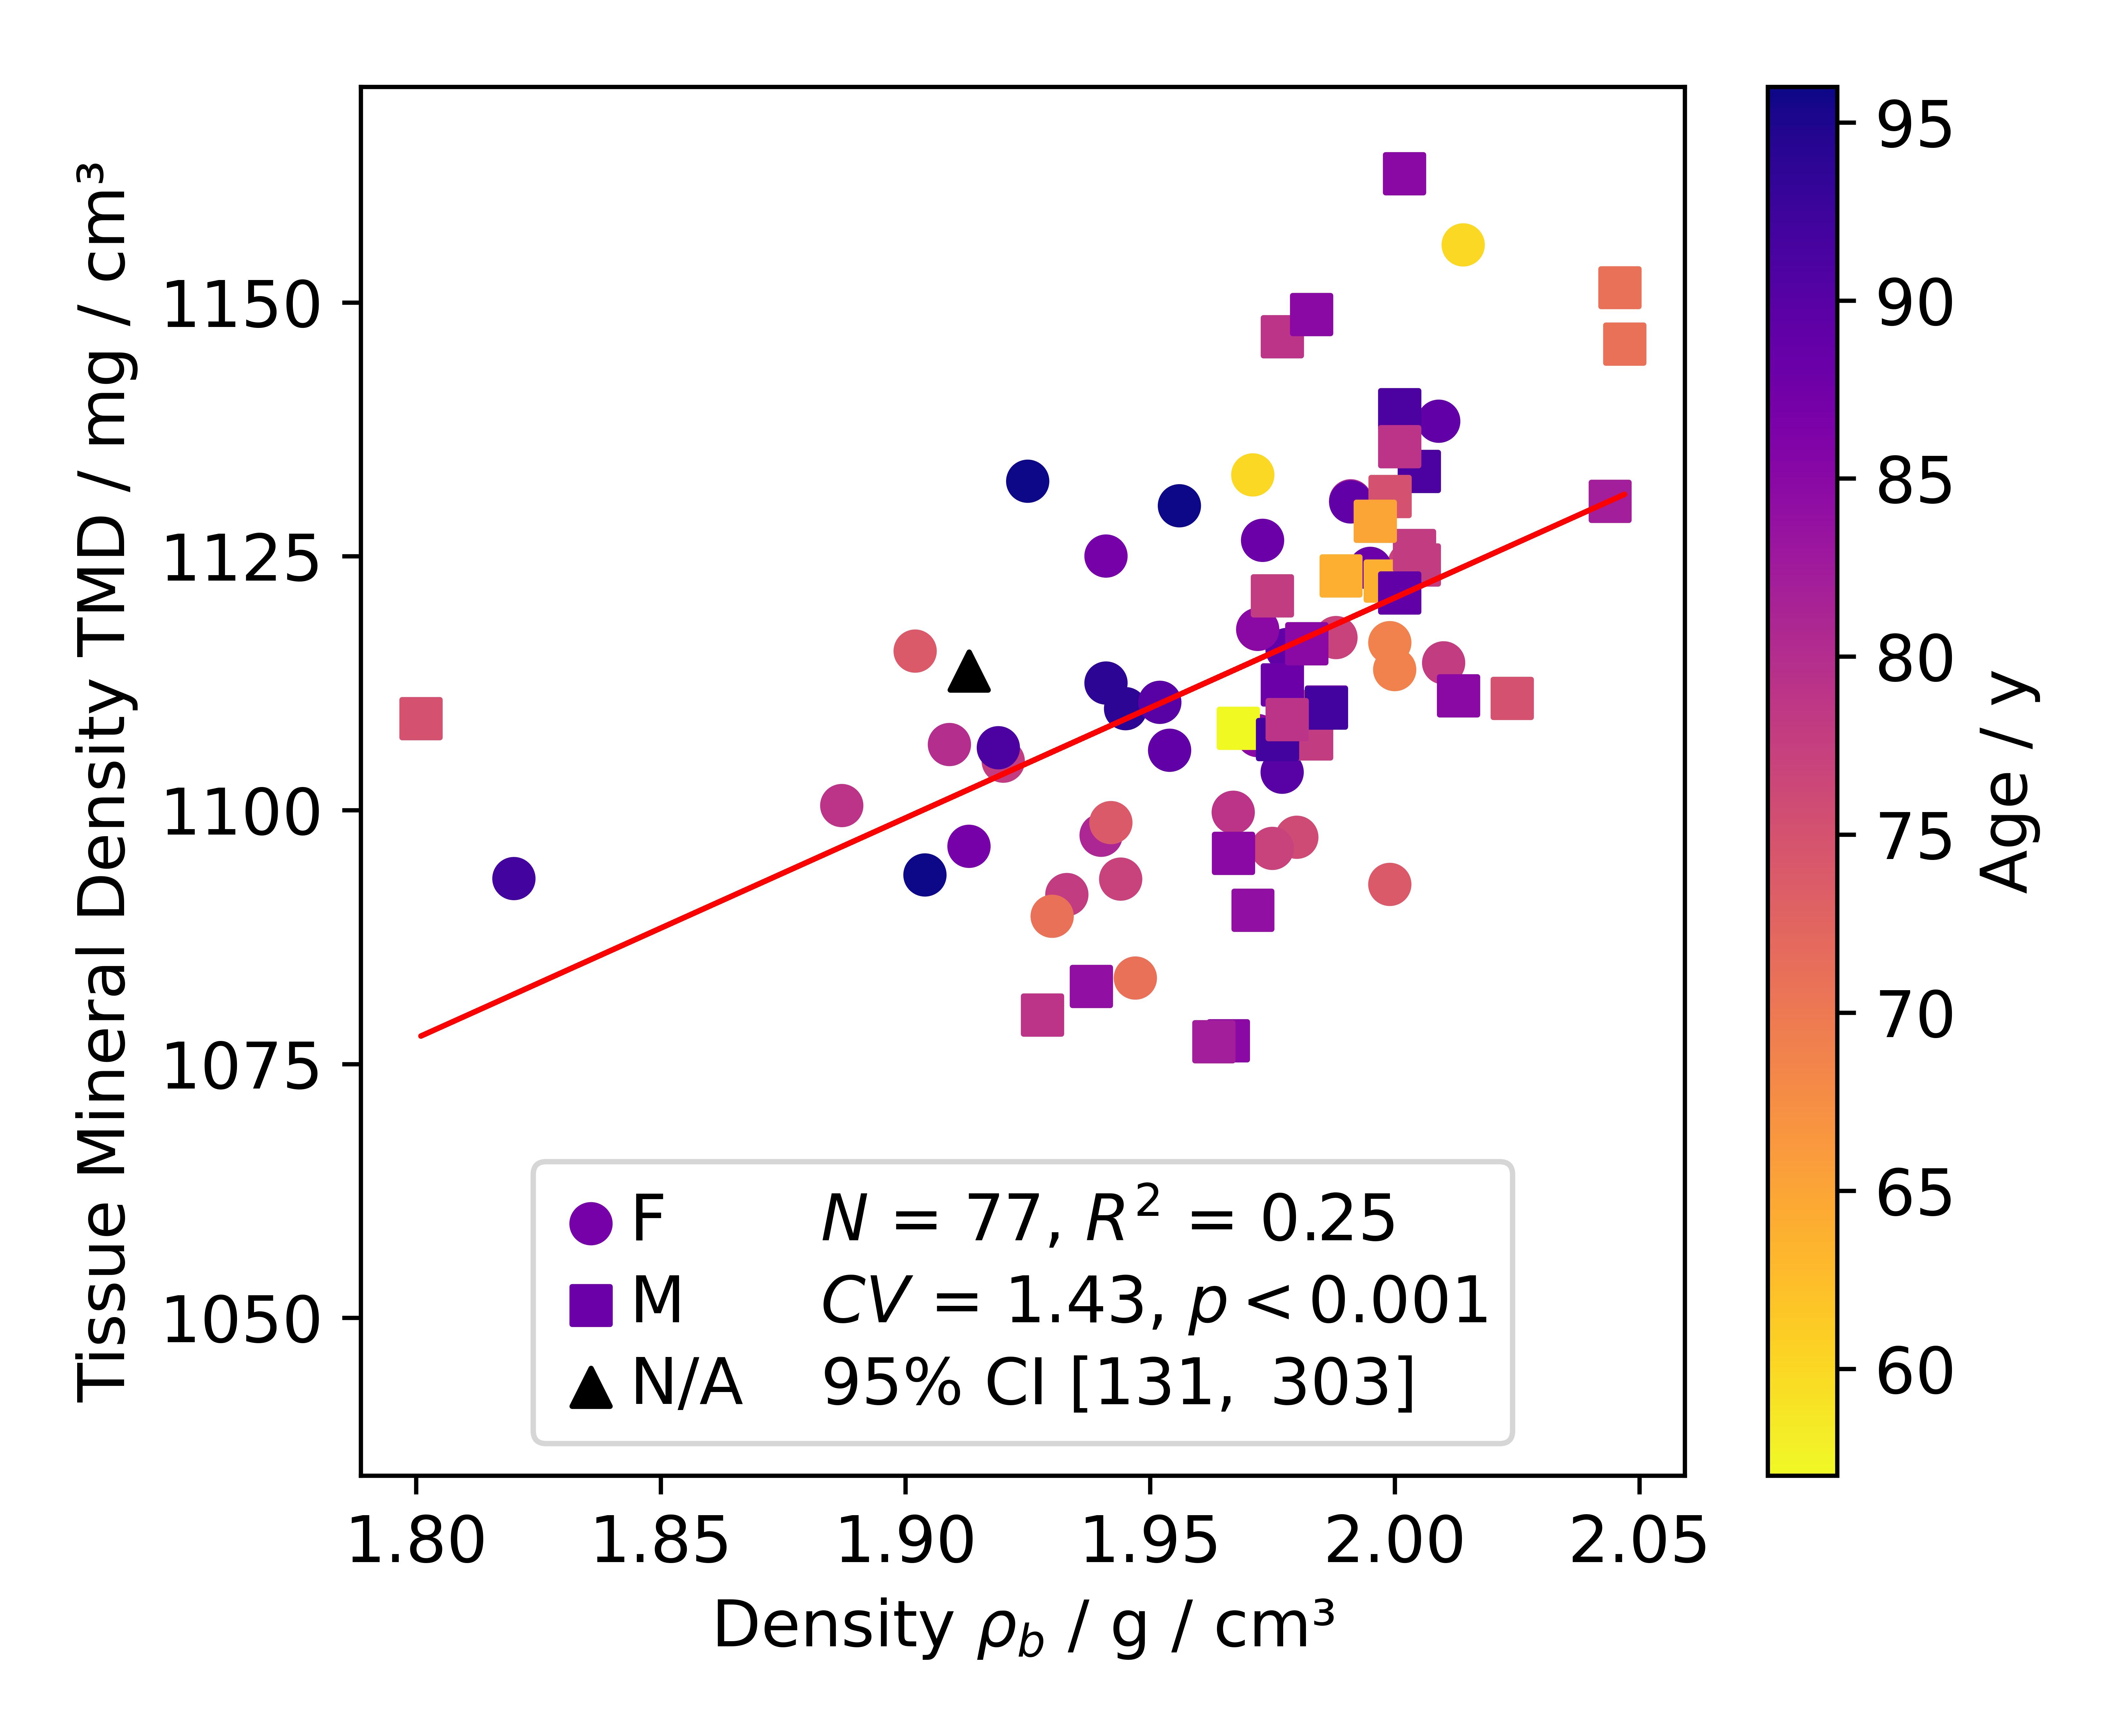 Tissue Mineral Density TMD / mg / cm³
1150
1125
1100
1075
1050
F
M
N/A
N = 77, R² = 0.25
CV = 1.43, p < 0.001
95% CI [131, 303]
1.80 1.85 1.90 1.95 2.00 2.05
Density ρ_b / g / cm³
95
90
85
80
75
70
65
60
Age / y